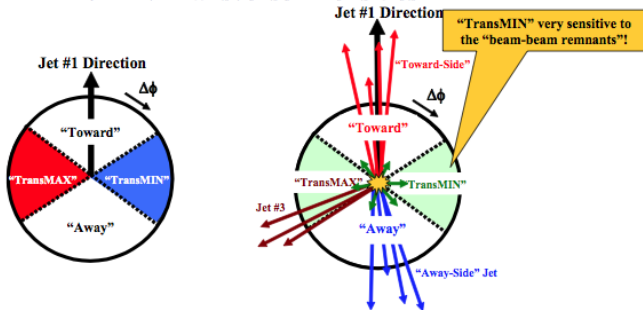 Jet #1 Direction
Δϕ
“Toward”
“TransMAX” “TransMIN”
“Away”
Jet #1 Direction
“Toward-Side”
Δϕ
“Toward”
“TransMAX” “TransMIN”
Jet #3
“Away”
“Away-Side” Jet
“TransMIN” very sensitive to
the “beam-beam remnants”!